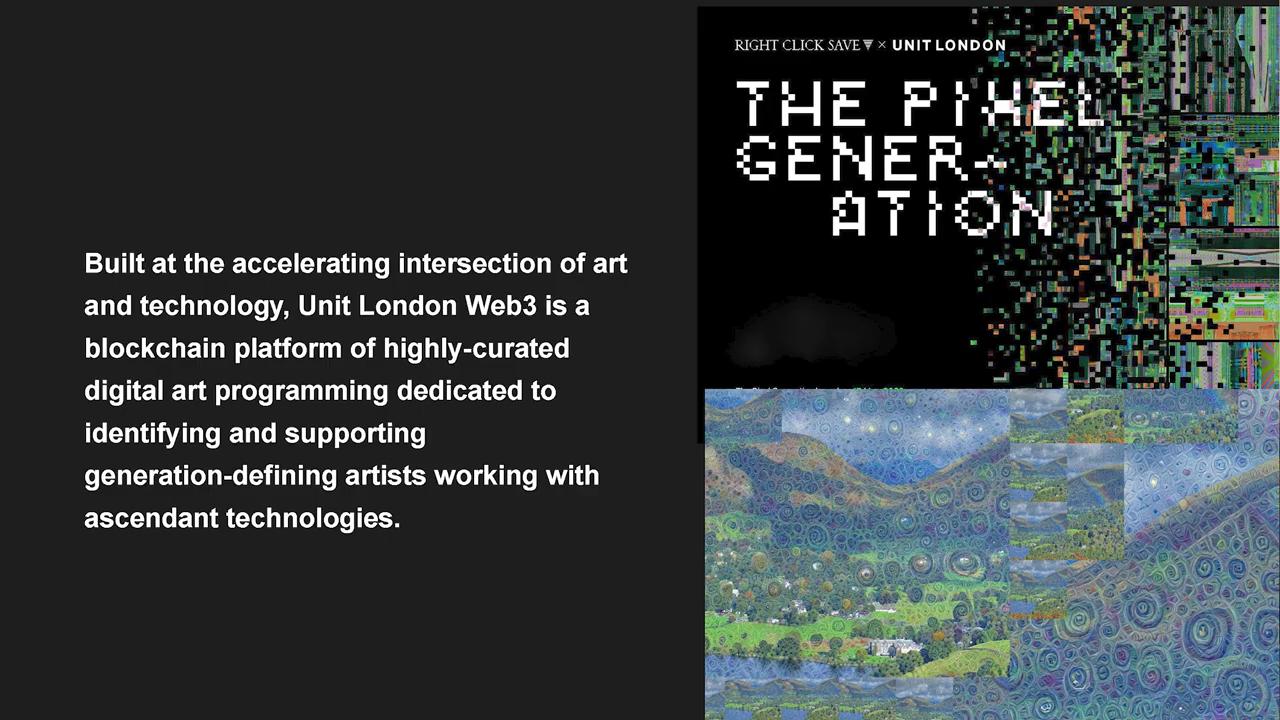 RIGHT CLICK SAVE × UNIT LONDON
THE PIXEL
GENER-
ATION
Built at the accelerating intersection of art
and technology, Unit London Web3 is a
blockchain platform of highly-curated
digital art programming dedicated to
identifying and supporting
generation-defining artists working with
ascendant technologies.